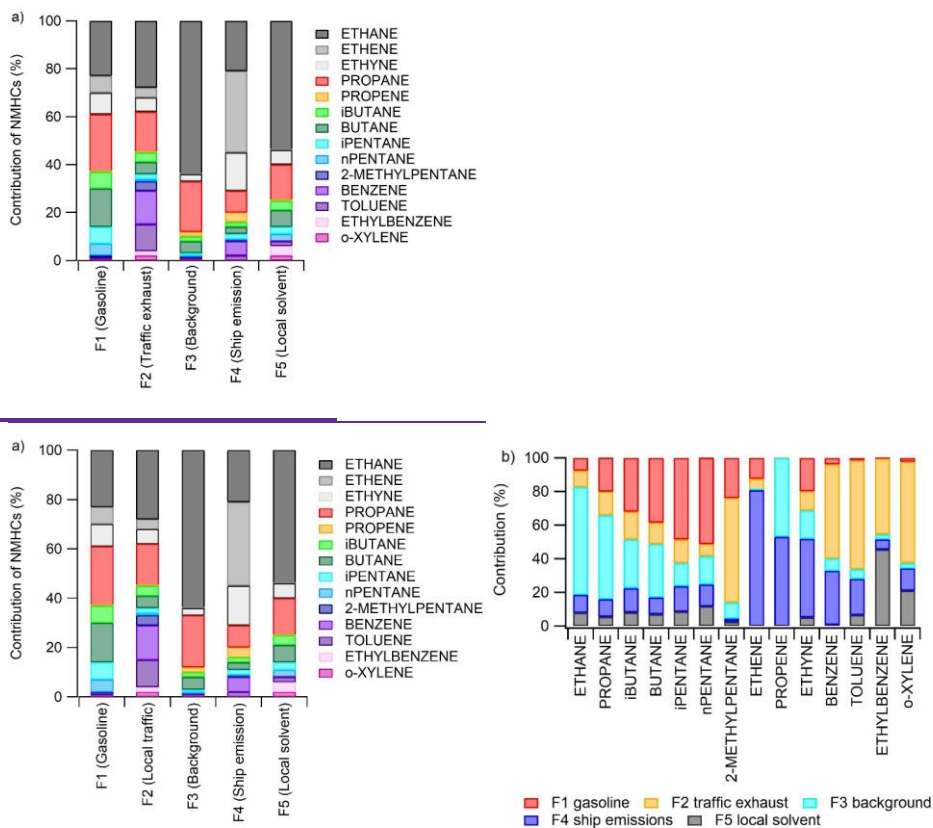 a)
100
80
60
40
20
0
Contribution of NMHCs (%)
F1 (Gasoline)
F2 (Traffic exhaust)
F3 (Background)
F4 (Ship emission)
F5 (Local solvent)
ETHANE
ETHENE
ETHYNE
PROPANE
PROPENE
iBUTANE
BUTANE
iPENTANE
nPENTANE
2-METHYLPENTANE
BENZENE
TOLUENE
ETHYLBENZENE
o-XYLENE
a)
100
80
60
40
20
0
Contribution of NMHCs (%)
F1 (Gasoline)
F2 (Local traffic)
F3 (Background)
F4 (Ship emission)
F5 (Local solvent)
ETHANE
ETHENE
ETHYNE
PROPANE
PROPENE
iBUTANE
BUTANE
iPENTANE
nPENTANE
2-METHYLPENTANE
BENZENE
TOLUENE
ETHYLBENZENE
o-XYLENE
b)
100
80
60
40
20
0
Contribution (%)
ETHANE
PROPANE
iBUTANE
BUTANE
iPENTANE
nPENTANE
2-METHYLPENTANE
ETHENE
PROPENE
ETHYNE
BENZENE
TOLUENE
ETHYLBENZENE
o-XYLENE
F1 gasoline F2 traffic exhaust F3 background
F4 ship emissions F5 local solvent